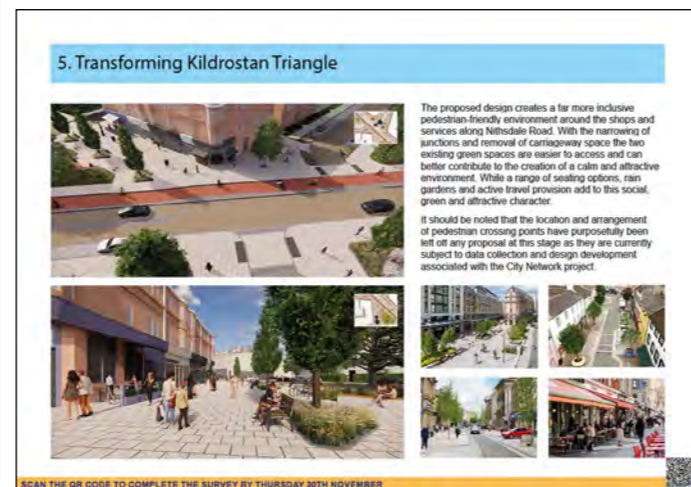 5. Transforming Kildrostan Triangle
The proposed design creates a far more inclusive
pedestrian-friendly environment around the shops and
services along Nithsdale Road. With the narrowing of
junctions and removal of carriageway space the two
existing green spaces are easier to access and can
better contribute to the creation of a calm and attractive
environment. While a range of seating options, rain
gardens and active travel provision add to this social,
green and attractive character.
It should be noted that the location and arrangement
of pedestrian crossing points have purposefully been
left off any proposal at this stage as they are currently
subject to data collection and design development
associated with the City Network project.
SCAN THE QR CODE TO COMPLETE THE SURVEY BY THURSDAY 30TH NOVEMBER